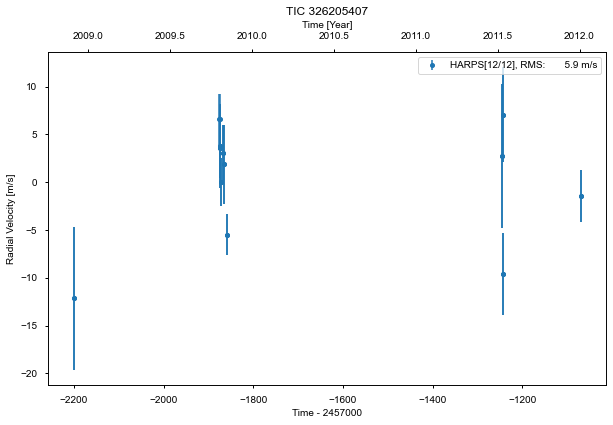 TIC 326205407
Time [Year]
2009.0 2009.5 2010.0 2010.5 2011.0 2011.5 2012.0
HARPS[12/12], RMS: 5.9 m/s
10
5
0
−5
−10
−15
−20
Radial Velocity [m/s]
−2200 −2000 −1800 −1600 −1400 −1200
Time - 2457000